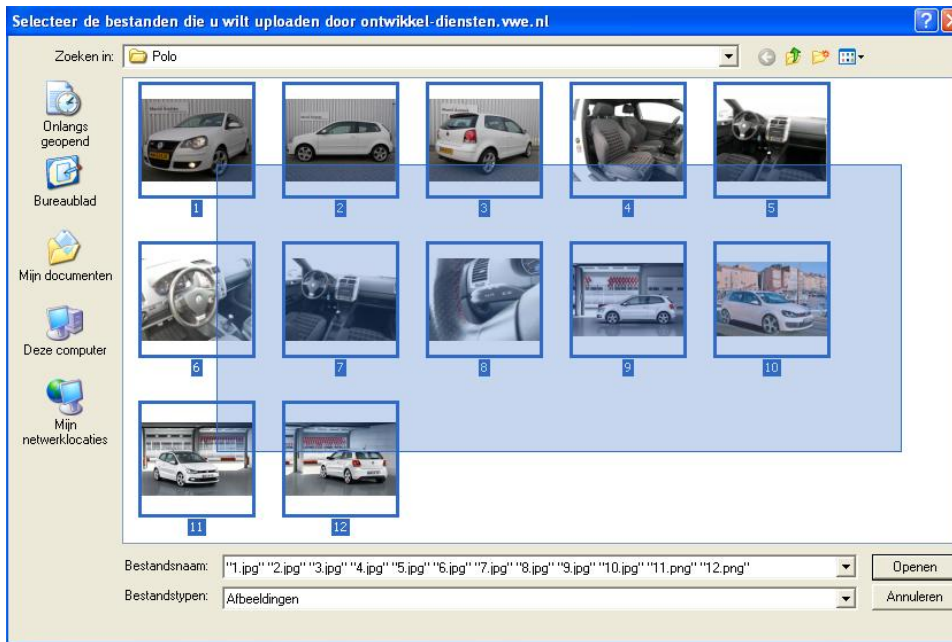 Selecteer de bestanden die u wilt uploaden door ontwikkel-diensten.vwe.nl
Zoeken in: Polo
Onlangs
geopend
Bureaublad
Mijn documenten
Deze computer
Mijn
netwerklocaties
1 2 3 4 5
6 7 8 9 10
11 12
Bestandsnaam: "1.jpg" "2.jpg" "3.jpg" "4.jpg" "5.jpg" "6.jpg" "7.jpg" "8.jpg" "9.jpg" "10.jpg" "11.png" "12.png" Openen
Bestandstypen: Afbeeldingen Annuleren